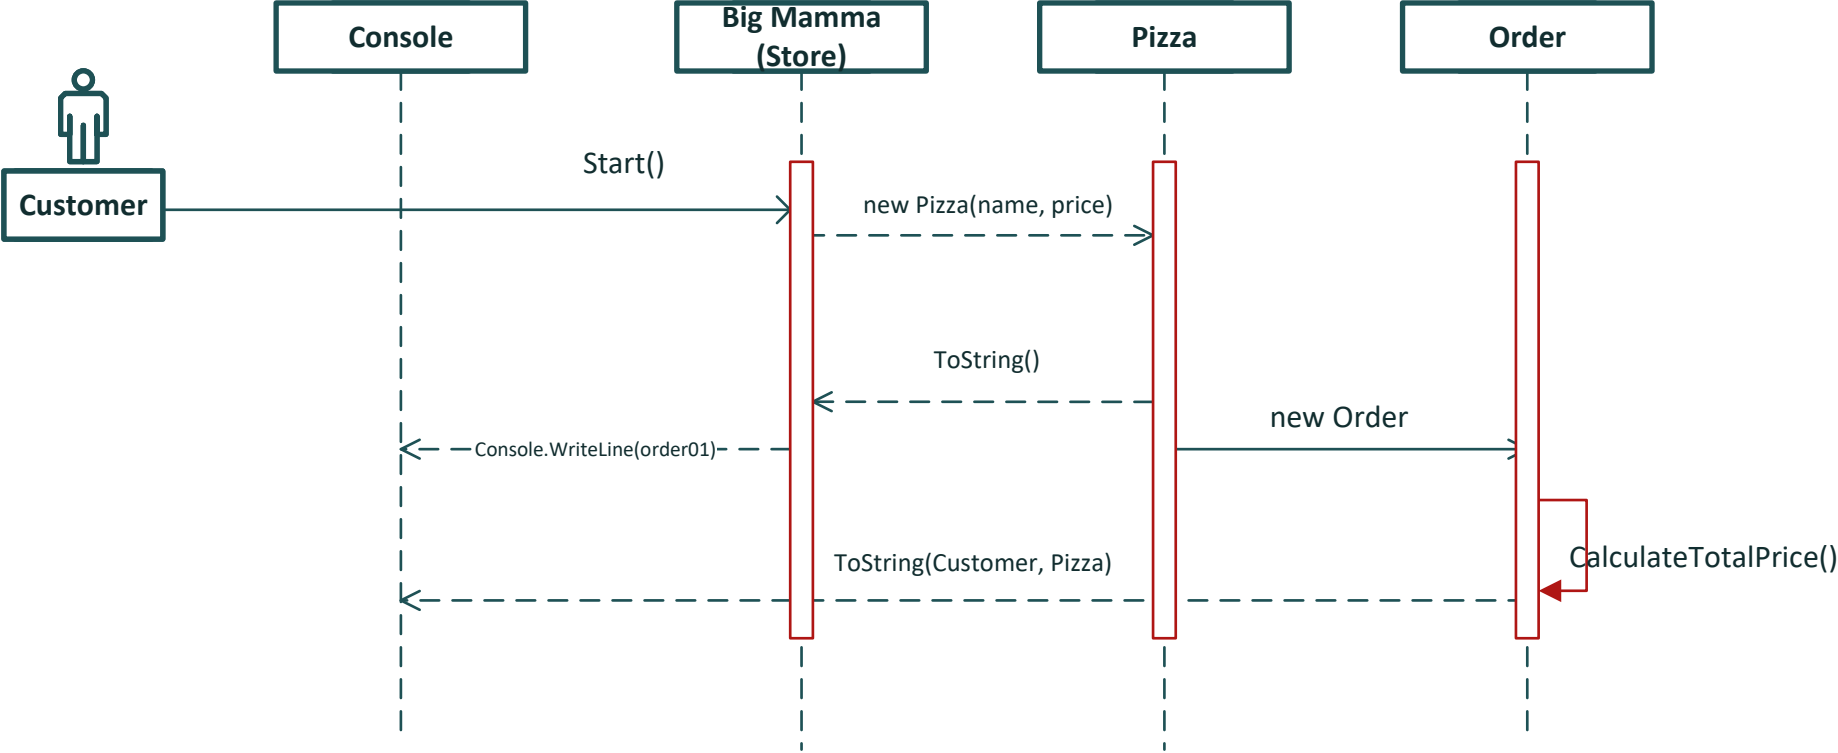 Console
Big Mamma
(Store)
Pizza
Order
Customer
Start()
new Pizza(name, price)
ToString()
new Order
Console.WriteLine(order01)
CalculateTotalPrice()
ToString(Customer, Pizza)